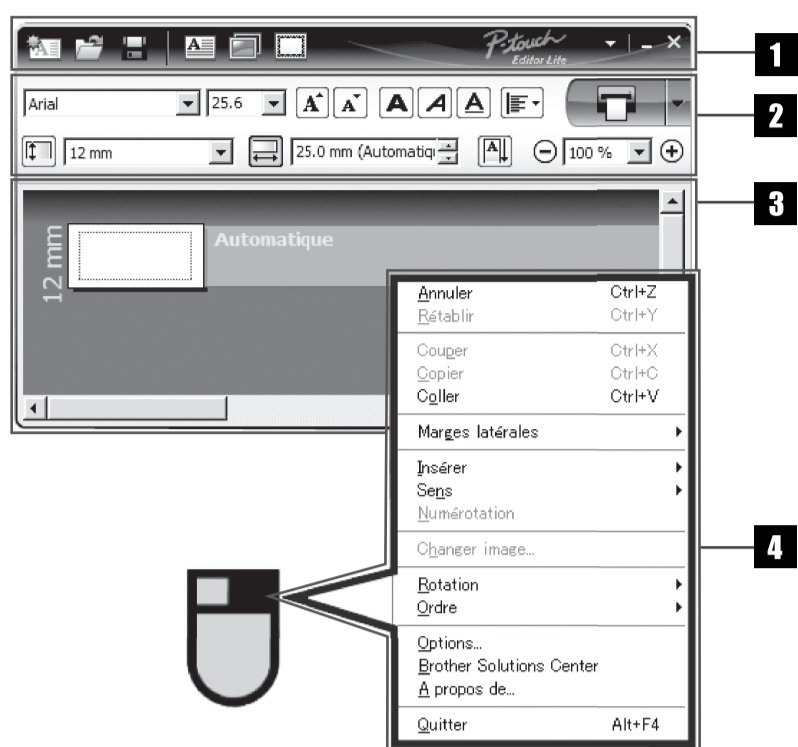 P-touch
Editor Lite
1
Arial 25.6 A A A A A
2
12 mm 25.0 mm (Automatiqu A 100 %
3
12 mm
Automatique
Annuler Ctrl+Z
Rétablir Ctrl+Y
Couper Ctrl+X
Copier Ctrl+C
Coller Ctrl+V
Marges latérales
Insérer
Sens
Numérotation
Changer image...
4
Rotation
Ordre
Options...
Brother Solutions Center
A propos de...
Quitter Alt+F4